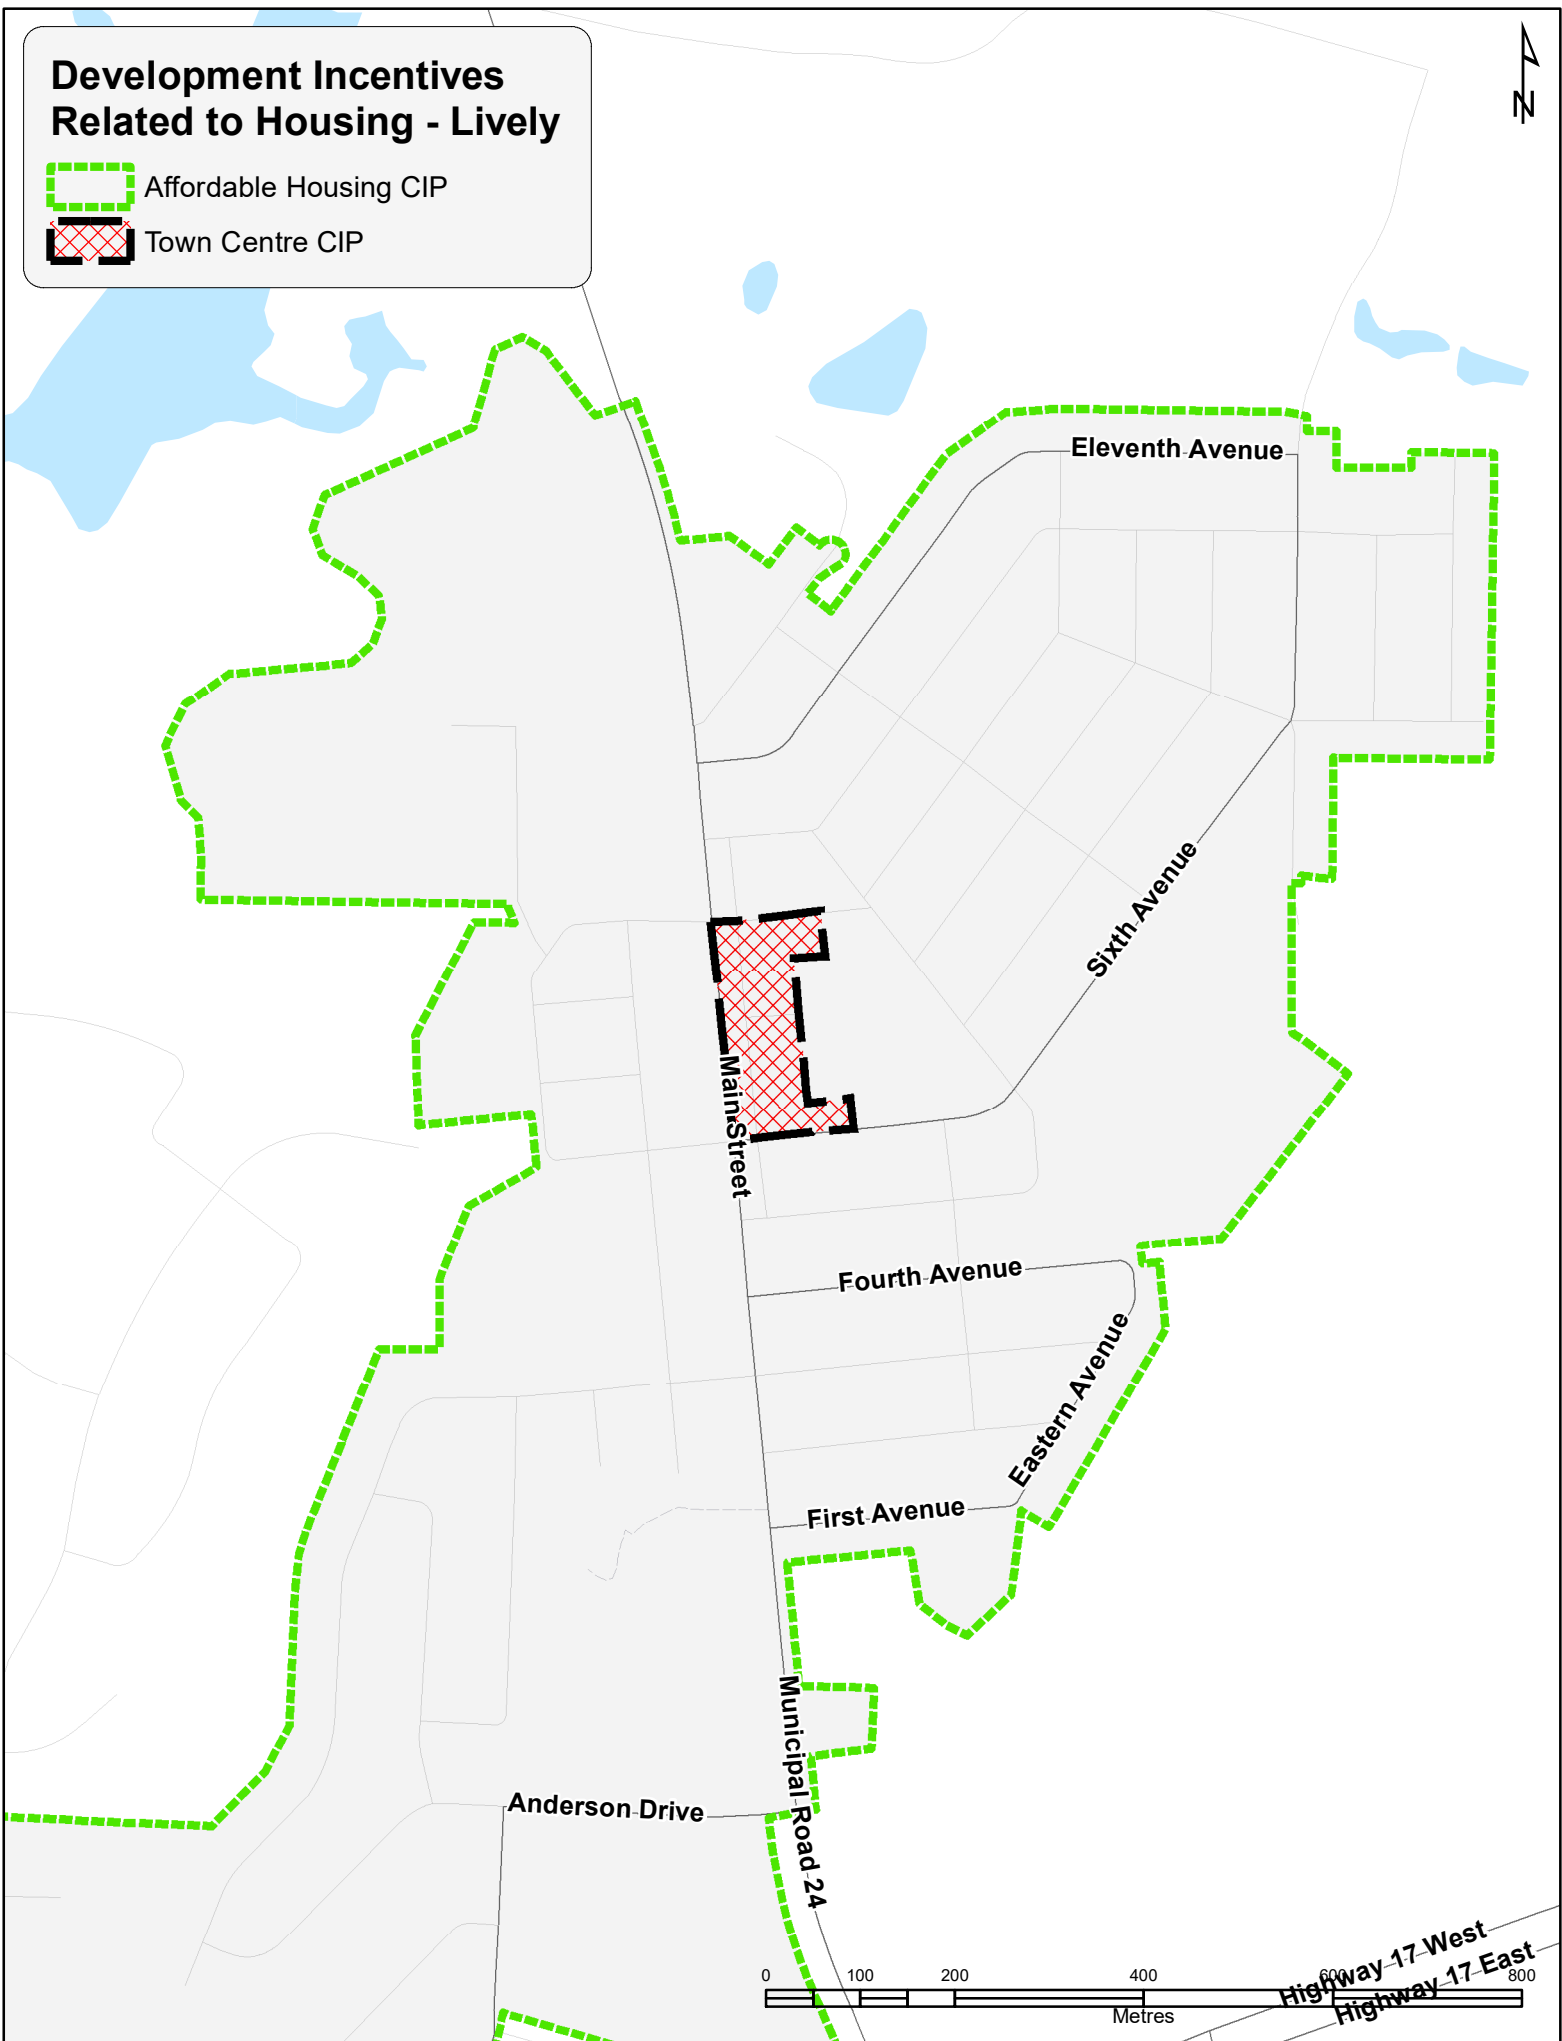 Development Incentives
Related to Housing - Lively
Affordable Housing CIP
Town Centre CIP
N
Eleventh Avenue
Sixth Avenue
Main Street
Fourth Avenue
Eastern Avenue
First Avenue
Municipal Road 24
Anderson Drive
Highway 17 West
Highway 17 East
0 100 200 400 600 800
Metres